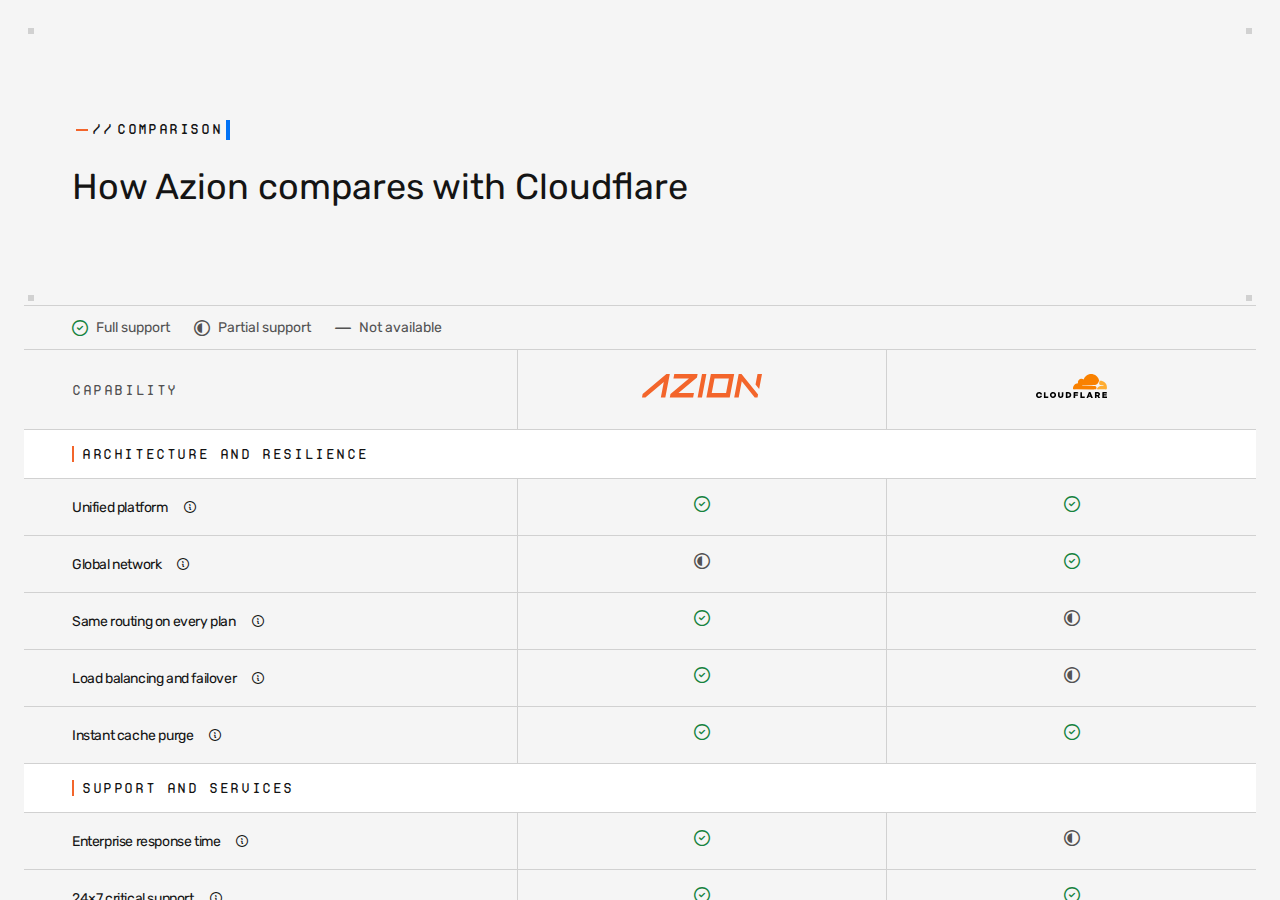 // COMPARISON
How Azion compares with Cloudflare
Full support Partial support Not available
CAPABILITY AZION CLOUDFLARE
ARCHITECTURE AND RESILIENCE
Unified platform
Global network
Same routing on every plan
Load balancing and failover
Instant cache purge
SUPPORT AND SERVICES
Enterprise response time
24x7 critical support